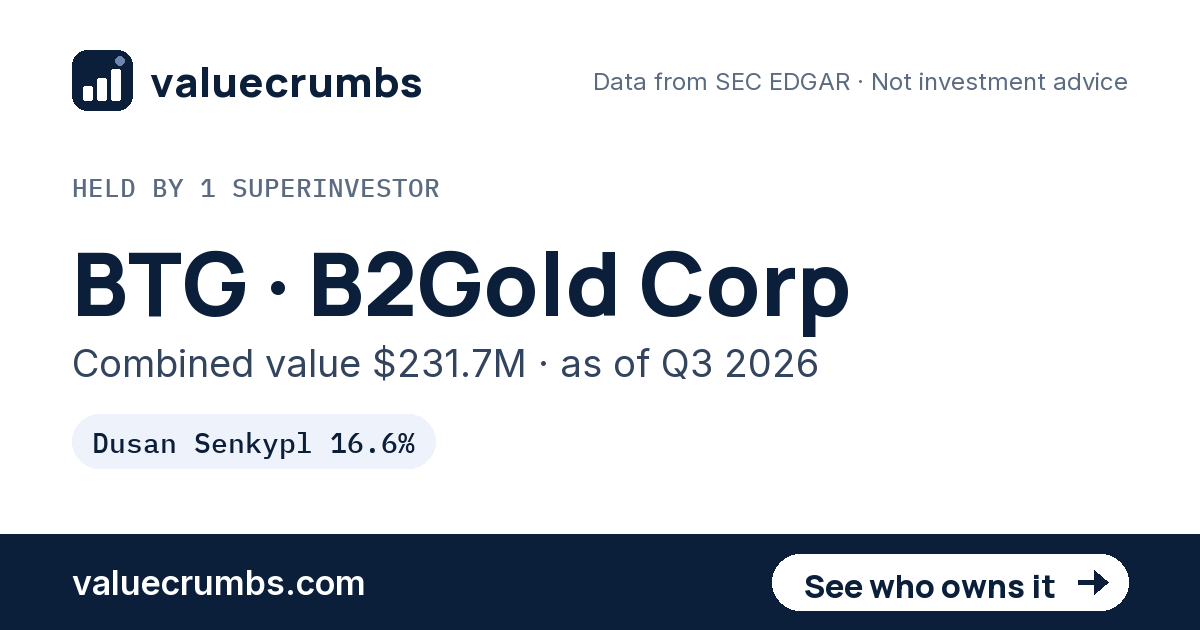 valuecrumbs
Data from SEC EDGAR · Not investment advice
HELD BY 1 SUPERINVESTOR
BTG · B2Gold Corp
Combined value $231.7M · as of Q3 2026
Dusan Senkypl 16.6%
valuecrumbs.com
See who owns it →